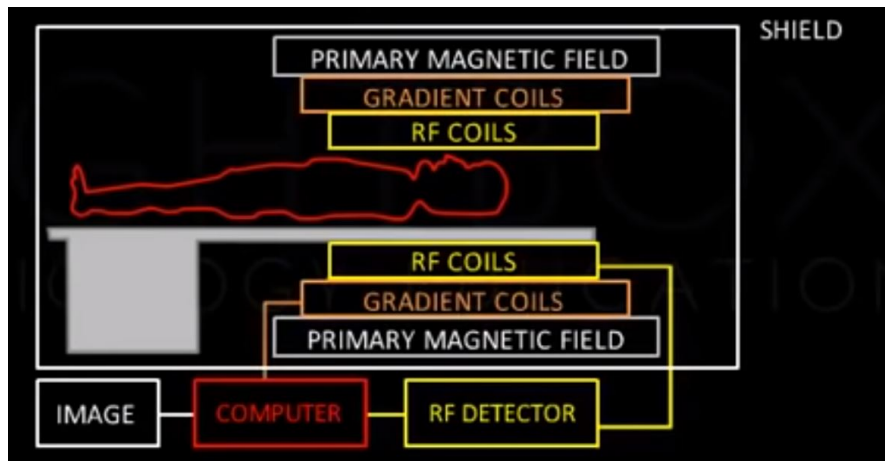 SHIELD
PRIMARY MAGNETIC FIELD
GRADIENT COILS
RF COILS
RF COILS
GRADIENT COILS
PRIMARY MAGNETIC FIELD
IMAGE
COMPUTER
RF DETECTOR